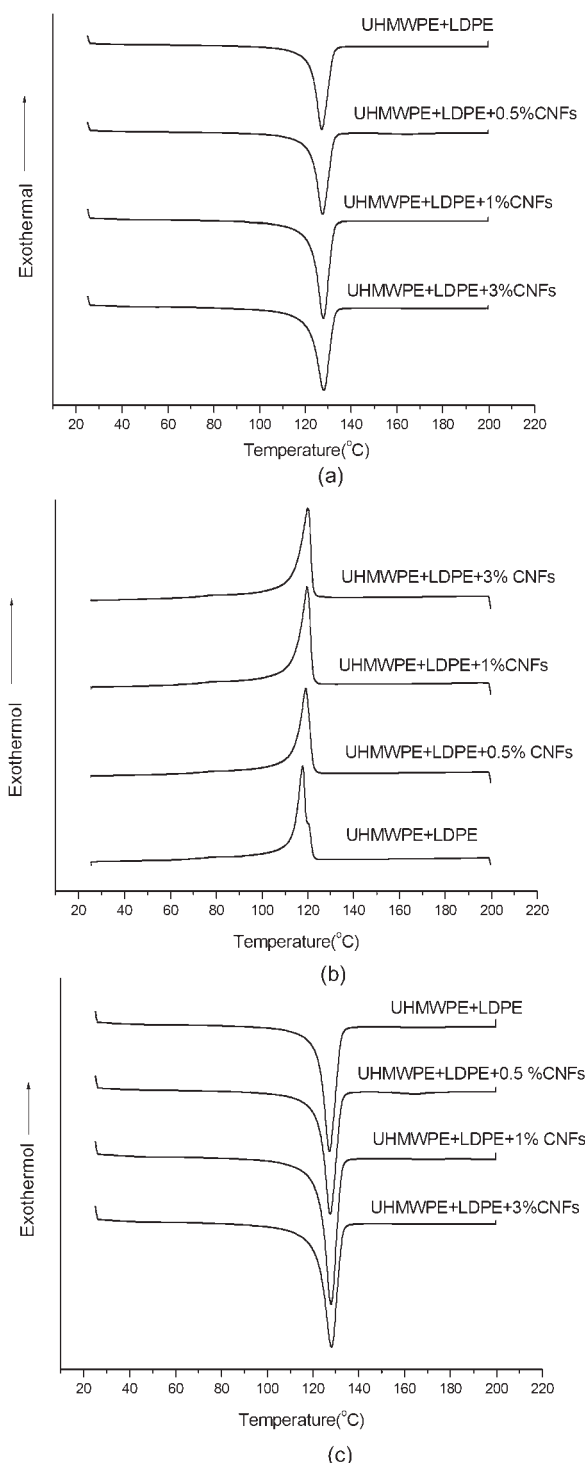 UHMWPE+LDPE
UHMWPE+LDPE+0.5%CNFs
UHMWPE+LDPE+1%CNFs
UHMWPE+LDPE+3%CNFs
Exothermal
20 40 60 80 100 120 140 160 180 200 220
Temperature(°C)
(a)
UHMWPE+LDPE+3% CNFs
UHMWPE+LDPE+1%CNFs
UHMWPE+LDPE+0.5% CNFs
UHMWPE+LDPE
Exothermol
20 40 60 80 100 120 140 160 180 200 220
Temperature(°C)
(b)
UHMWPE+LDPE
UHMWPE+LDPE+0.5 %CNFs
UHMWPE+LDPE+1% CNFs
UHMWPE+LDPE+3%CNFs
Exothermol
20 40 60 80 100 120 140 160 180 200 220
Temperature(°C)
(c)